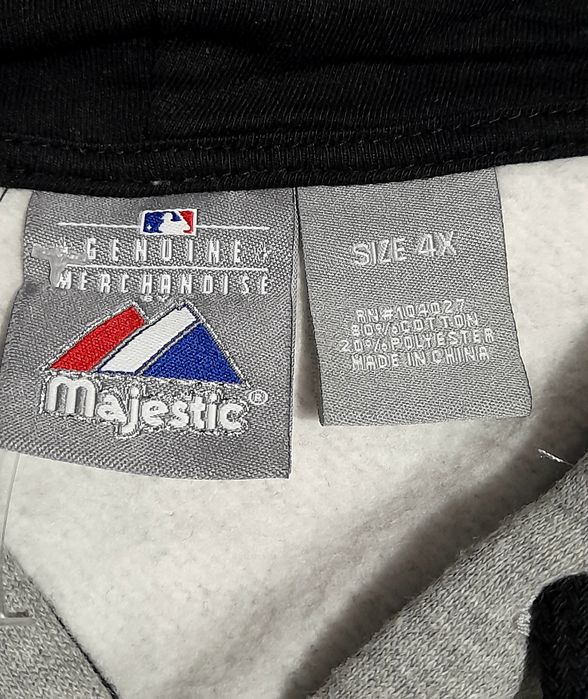 GENUINE
MERCHANDISE
Majestic®
SIZE 4X
RN#104027
80%COTTON
20%POLYESTER
MADE IN CHINA